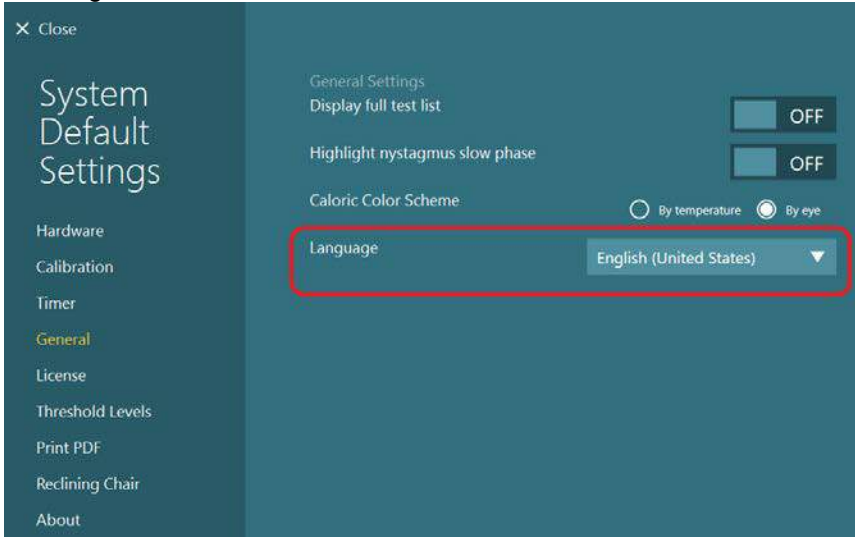 Close
System
Default
Settings
Hardware
Calibration
Timer
General
License
Threshold Levels
Print PDF
Reclining Chair
About
General Settings
Display full test list
OFF
Highlight nystagmus slow phase
OFF
Caloric Color Scheme
By temperature
By eye
Language
English (United States)